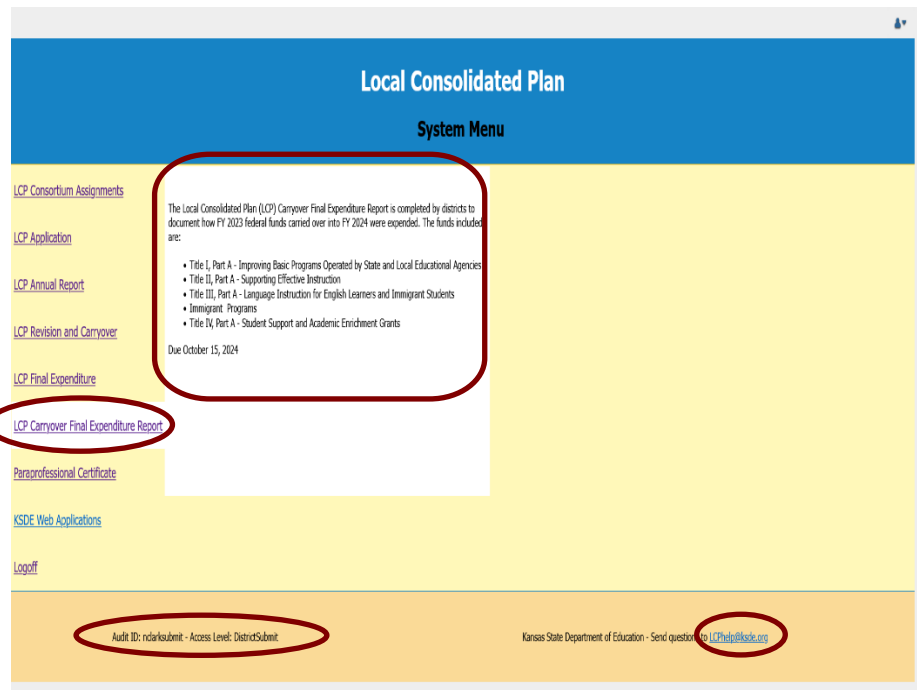 Local Consolidated Plan
System Menu
LCP Consortium Assignments
LCP Application
LCP Annual Report
LCP Revision and Carryover
LCP Final Expenditure
LCP Carryover Final Expenditure Report
Paraprofessional Certificate
KSDE Web Applications
Logoff
The Local Consolidated Plan (LCP) Carryover Final Expenditure Report is completed by districts to
document how FY 2023 federal funds carried over into FY 2024 were expended. The funds included
are:
• Title I, Part A - Improving Basic Programs Operated by State and Local Educational Agencies
• Title II, Part A - Supporting Effective Instruction
• Title III, Part A - Language Instruction for English Learners and Immigrant Students
• Immigrant Programs
• Title IV, Part A - Student Support and Academic Enrichment Grants
Due October 15, 2024
Audit ID: nclarksubmit - Access Level: DistrictSubmit
Kansas State Department of Education - Send question to LCPhelp@ksde.org